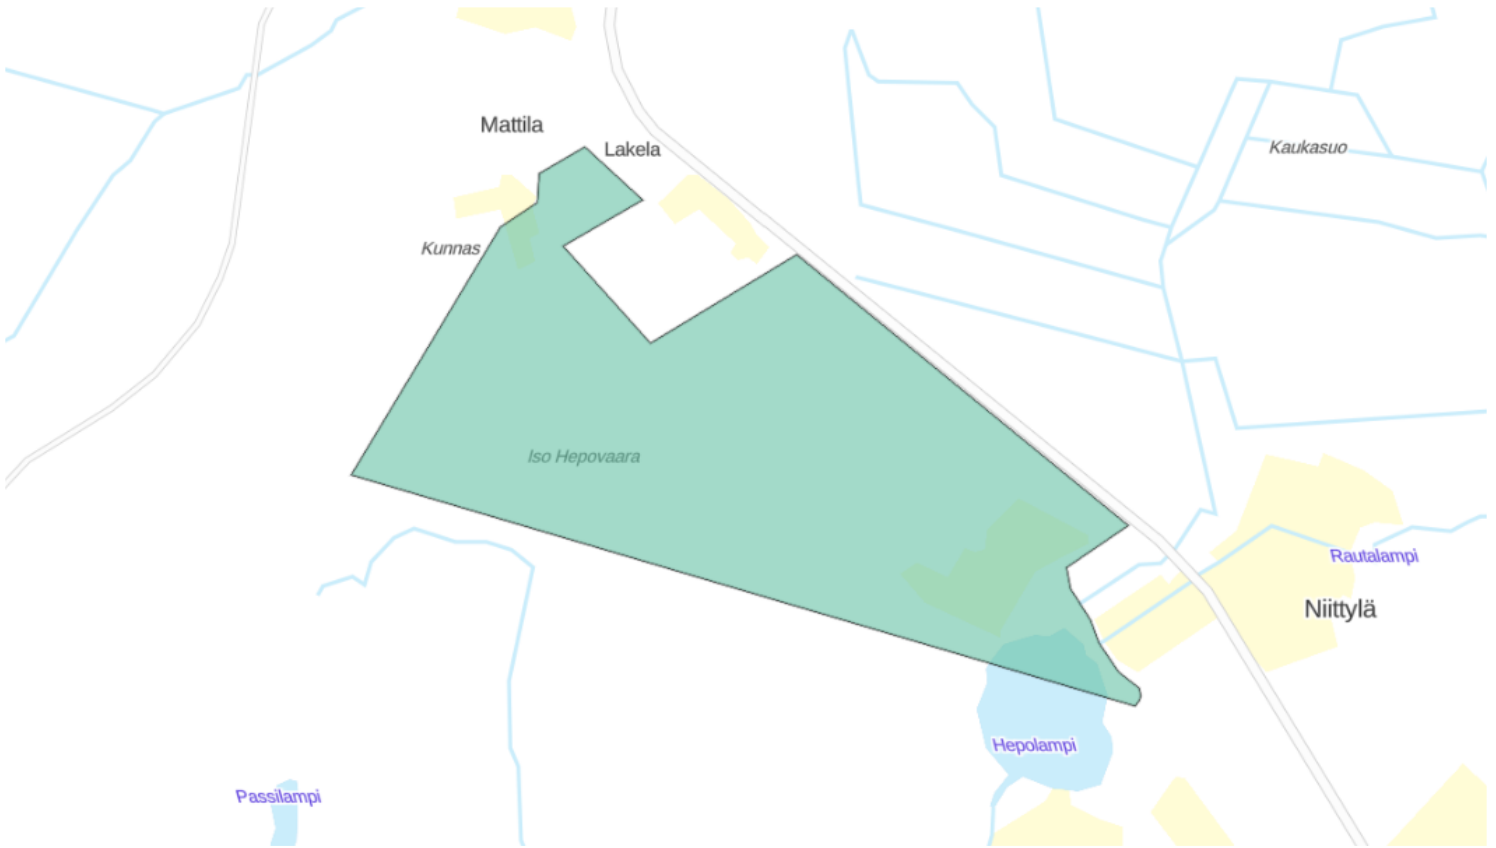 Mattila
Lakela
Kaukasuo
Kunnas
Iso Hepovaara
Rautalampi
Niittylä
Hepolampi
Passilampi